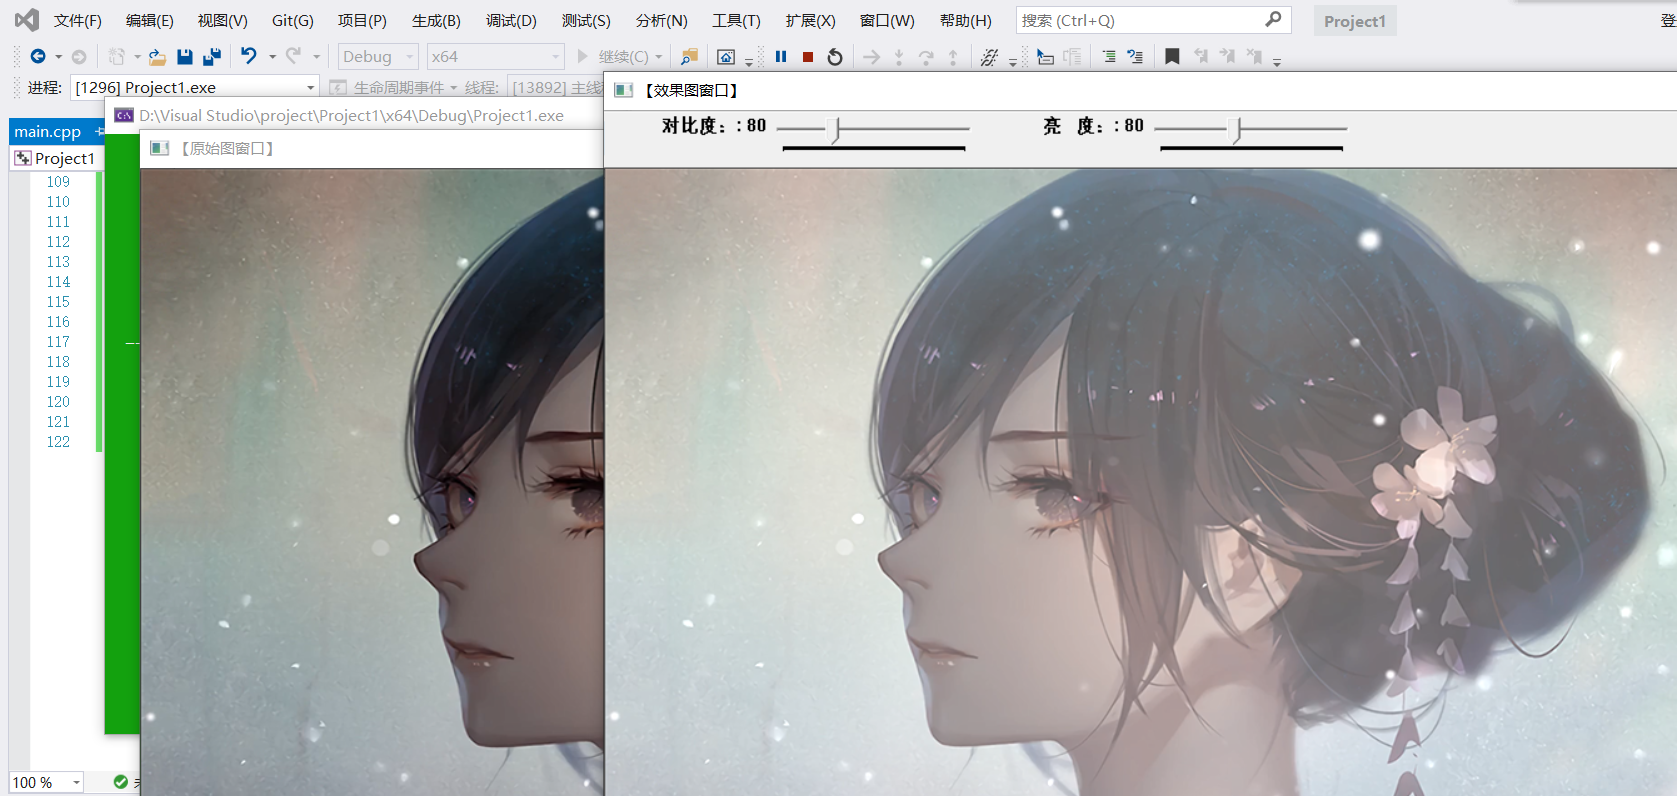 文件(F) 编辑(E) 视图(V) Git(G) 项目(P) 生成(B) 调试(D) 测试(S) 分析(N) 工具(T) 扩展(X) 窗口(W) 帮助(H) 搜索 (Ctrl+Q) Project1 登
Debug x64 继续(C)
进程: [1296] Project1.exe 生命周期事件 线程: [13892] 主线
【效果图窗口】
D:\Visual Studio\project\Project1\x64\Debug\Project1.exe
对比度：: 80 亮 度：: 80
main.cpp
【原始图窗口】
Project1
109
110
111
112
113
114
115
116
117
118
119
120
121
122
100 %